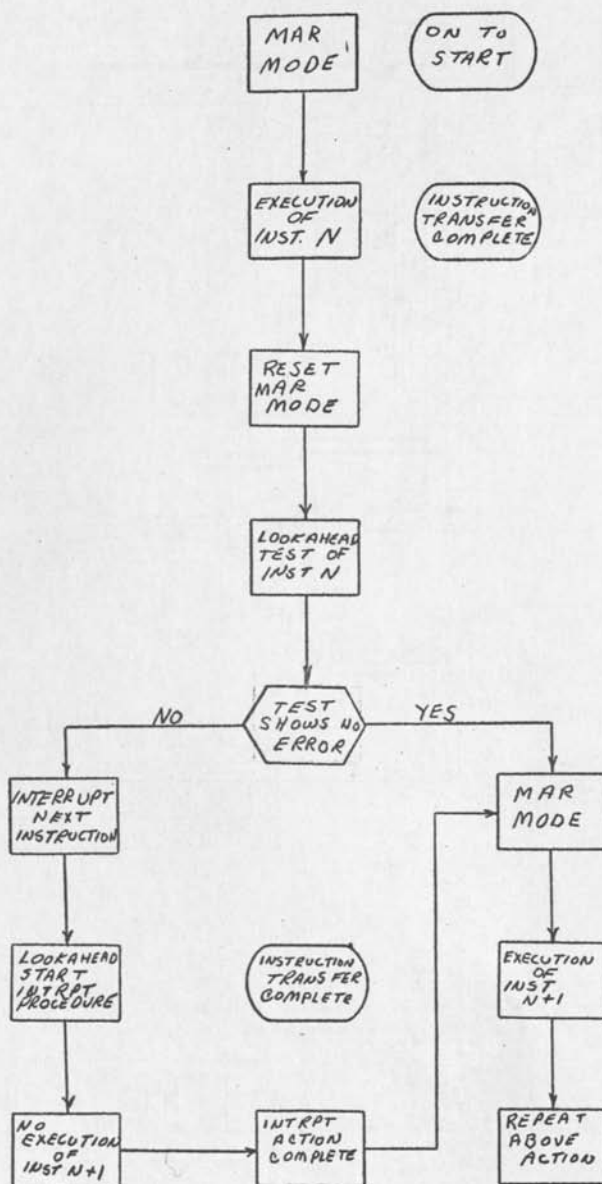 MAR
MODE
ON TO
START
EXECUTION
OF
INST. N
INSTRUCTION
TRANSFER
COMPLETE
RESET
MAR
MODE
LOOKAHEAD
TEST OF
INST N
TEST
SHOWS NO
ERROR
NO
YES
INTERRUPT
NEXT
INSTRUCTION
MAR
MODE
LOOKAHEAD
START
INTRPT
PROCEDURE
INSTRUCTION
TRANSFER
COMPLETE
EXECUTION
OF
INST
N+1
NO
EXECUTION
OF
INST N+1
INTRPT
ACTION
COMPLETE
REPEAT
ABOVE
ACTION